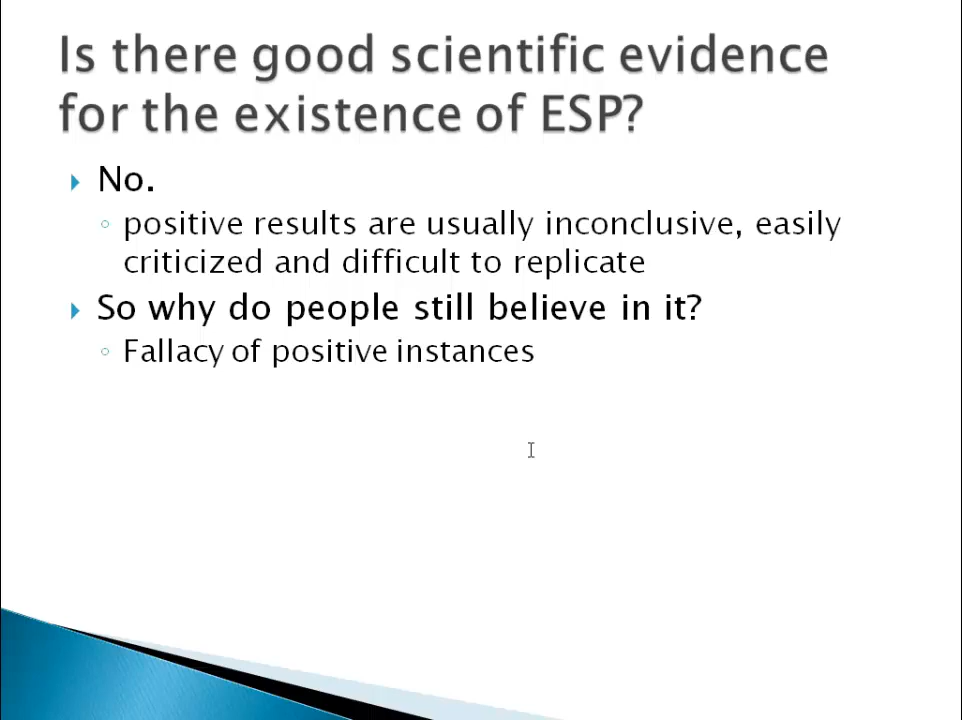 Is there good scientific evidence
for the existence of ESP?
No.
positive results are usually inconclusive, easily
criticized and difficult to replicate
So why do people still believe in it?
Fallacy of positive instances